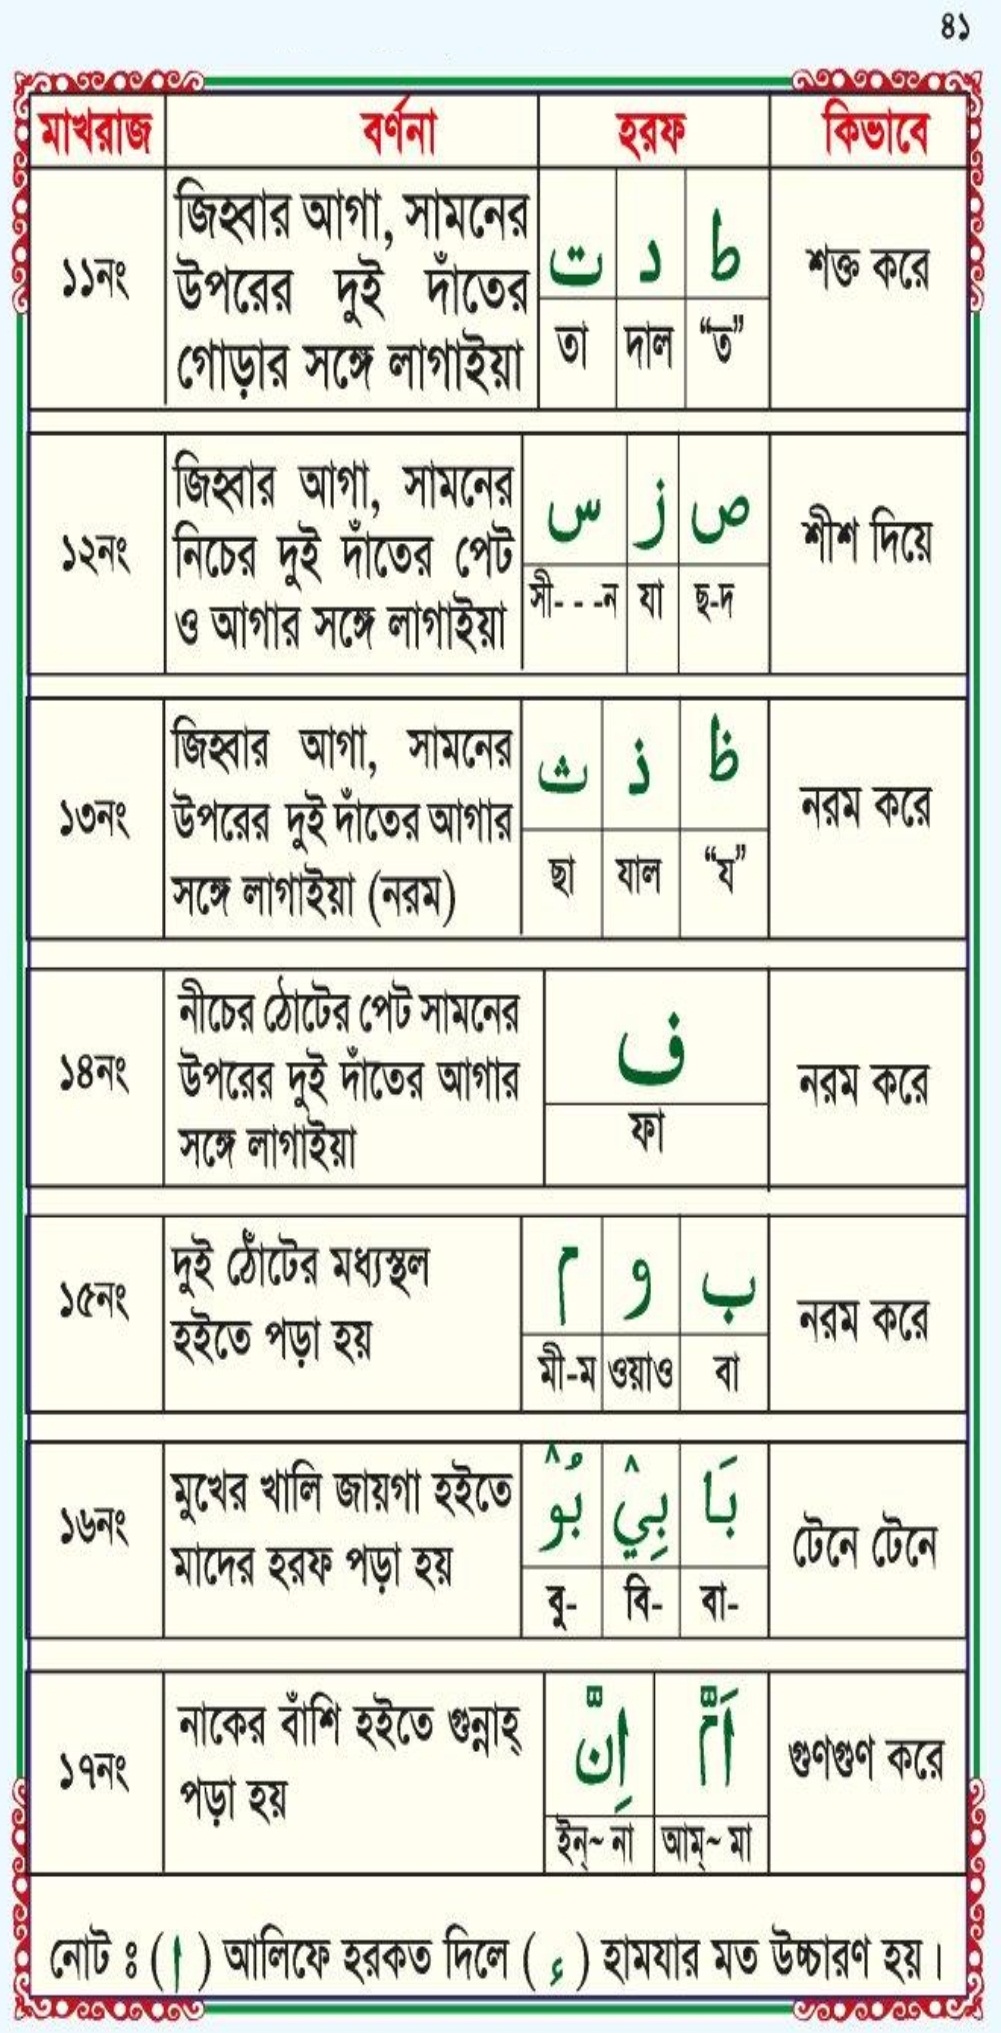 ৪১
মাখরাজ বর্ণনা হরফ কিভাবে
১১নং
জিহ্বার আগা, সামনের
উপরের দুই দাঁতের
গোড়ার সঙ্গে লাগাইয়া
ت د ط
তা দাল “ত”
শক্ত করে
১২নং
জিহ্বার আগা, সামনের
নিচের দুই দাঁতের পেট
ও আগার সঙ্গে লাগাইয়া
س ز ص
সী- - -ন যা ছ-দ
শীশ দিয়ে
১৩নং
জিহ্বার আগা, সামনের
উপরের দুই দাঁতের আগার
সঙ্গে লাগাইয়া (নরম)
ث ذ ظ
ছা যাল “য”
নরম করে
১৪নং
নীচের ঠোটের পেট সামনের
উপরের দুই দাঁতের আগার
সঙ্গে লাগাইয়া
ف
ফা
নরম করে
১৫নং
দুই ঠোঁটের মধ্যস্থল
হইতে পড়া হয়
م و ب
মী-ম ওয়াও বা
নরম করে
১৬নং
মুখের খালি জায়গা হইতে
মাদের হরফ পড়া হয়
بُوْ بِيْ بَا
বু- বি- বা-
টেনে টেনে
১৭নং
নাকের বাঁশি হইতে গুন্নাহ্
পড়া হয়
اِنّ اَمّ
ইন্~ না আম্~ মা
গুণগুণ করে
নোট ঃ ( ا ) আলিফে হরকত দিলে ( ء ) হামযার মত উচ্চারণ হয়।